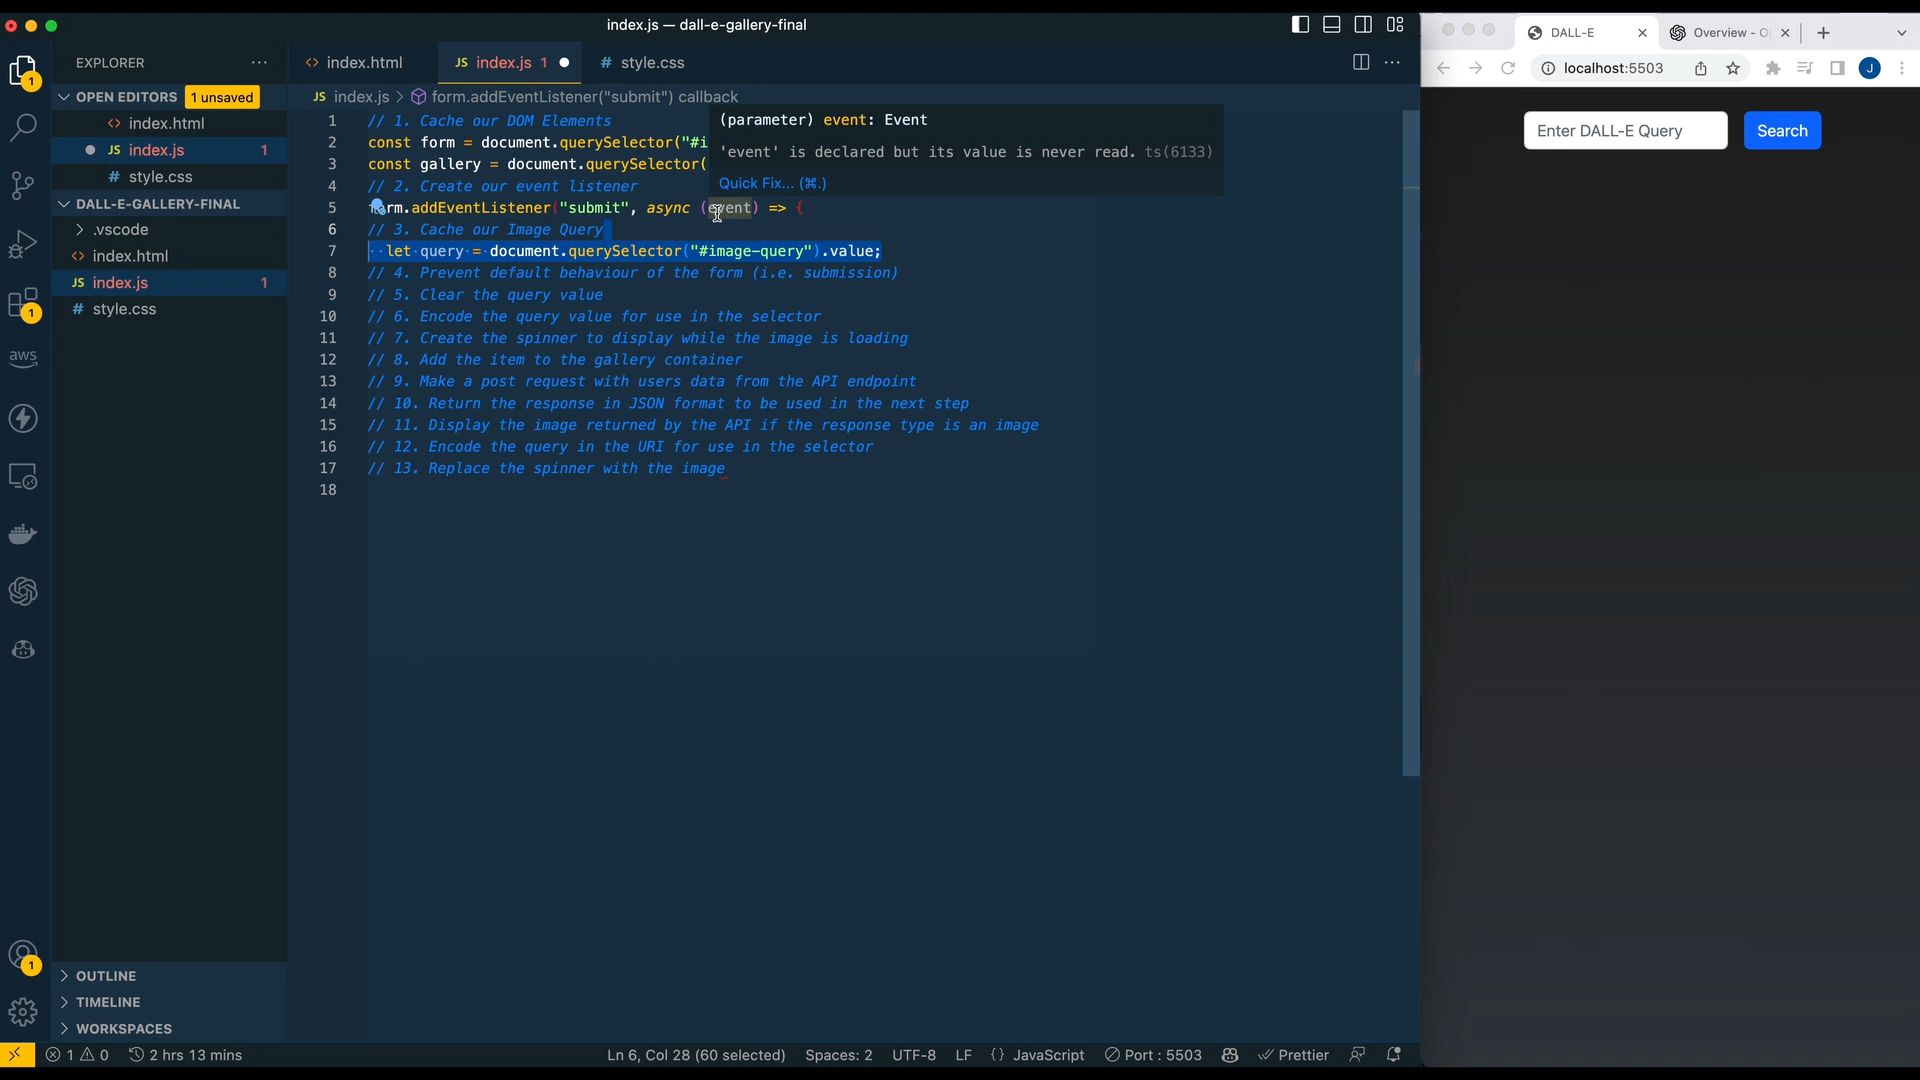 index.js — dall-e-gallery-final
EXPLORER
OPEN EDITORS 1 unsaved
index.html
JS index.js 1
# style.css
DALL-E-GALLERY-FINAL
.vscode
index.html
JS index.js 1
# style.css
OUTLINE
TIMELINE
WORKSPACES
1
1
aws
1
index.html
JS index.js 1
# style.css
JS index.js > form.addEventListener("submit") callback
1 // 1. Cache our DOM Elements
2 const form = document.querySelector("#i
3 const gallery = document.querySelector(
4 // 2. Create our event listener
5 form.addEventListener("submit", async (event) => {
6 // 3. Cache our Image Query
7 let query = document.querySelector("#image-query").value;
8 // 4. Prevent default behaviour of the form (i.e. submission)
9 // 5. Clear the query value
10 // 6. Encode the query value for use in the selector
11 // 7. Create the spinner to display while the image is loading
12 // 8. Add the item to the gallery container
13 // 9. Make a post request with users data from the API endpoint
14 // 10. Return the response in JSON format to be used in the next step
15 // 11. Display the image returned by the API if the response type is an image
16 // 12. Encode the query in the URI for use in the selector
17 // 13. Replace the spinner with the image
18
(parameter) event: Event
'event' is declared but its value is never read. ts(6133)
Quick Fix... (⌘.)
1 0 2 hrs 13 mins
Ln 6, Col 28 (60 selected) Spaces: 2 UTF-8 LF {} JavaScript Port : 5503 Prettier
DALL-E
Overview - O
localhost:5503
J
Enter DALL-E Query
Search